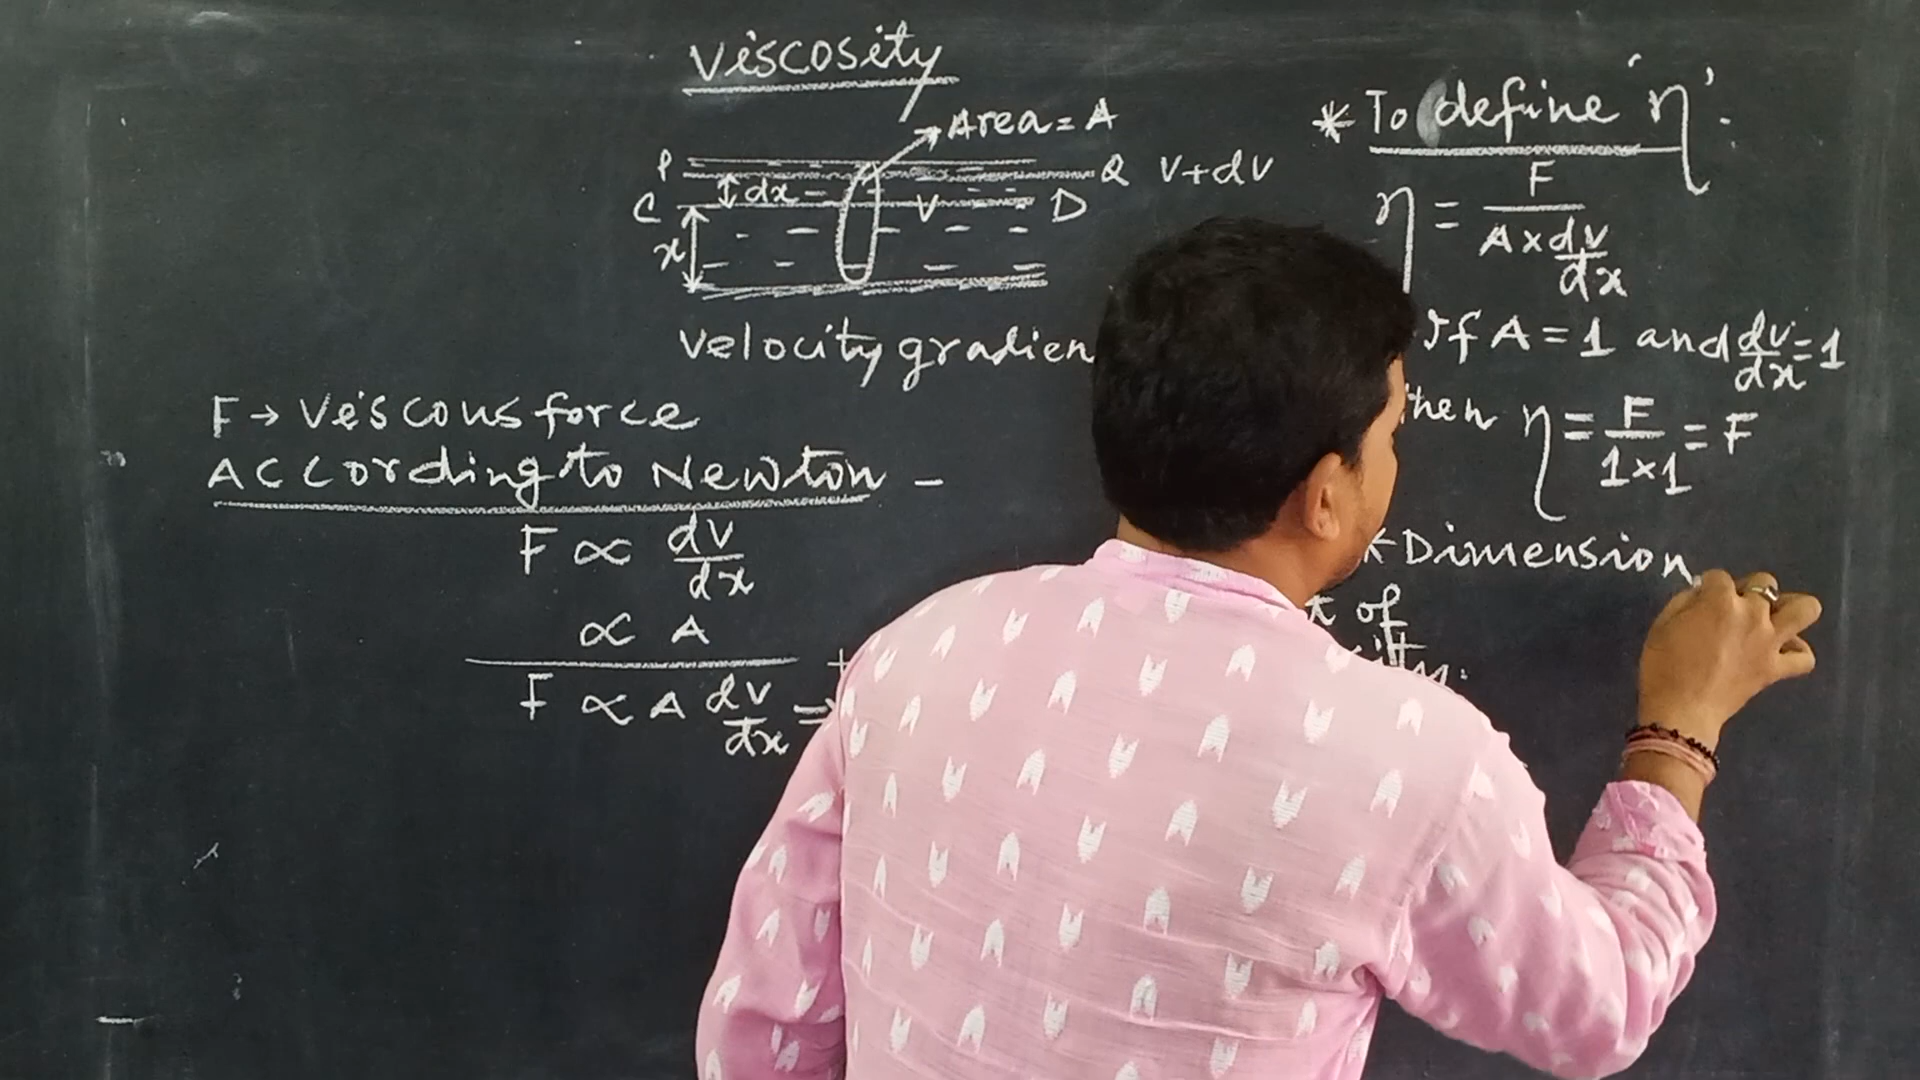 Viscosity
Area = A
P
Q V+dV
dx
C
V
D
x
Velocity gradien
F → Viscous force
According to Newton -
F ∝ dv/dx
∝ A
F ∝ A dv/dx ⇒
* To define 'η'.
η = F / (A × dv/dx)
If A = 1 and dv/dx = 1
then η = F/(1×1) = F
* Dimension
of